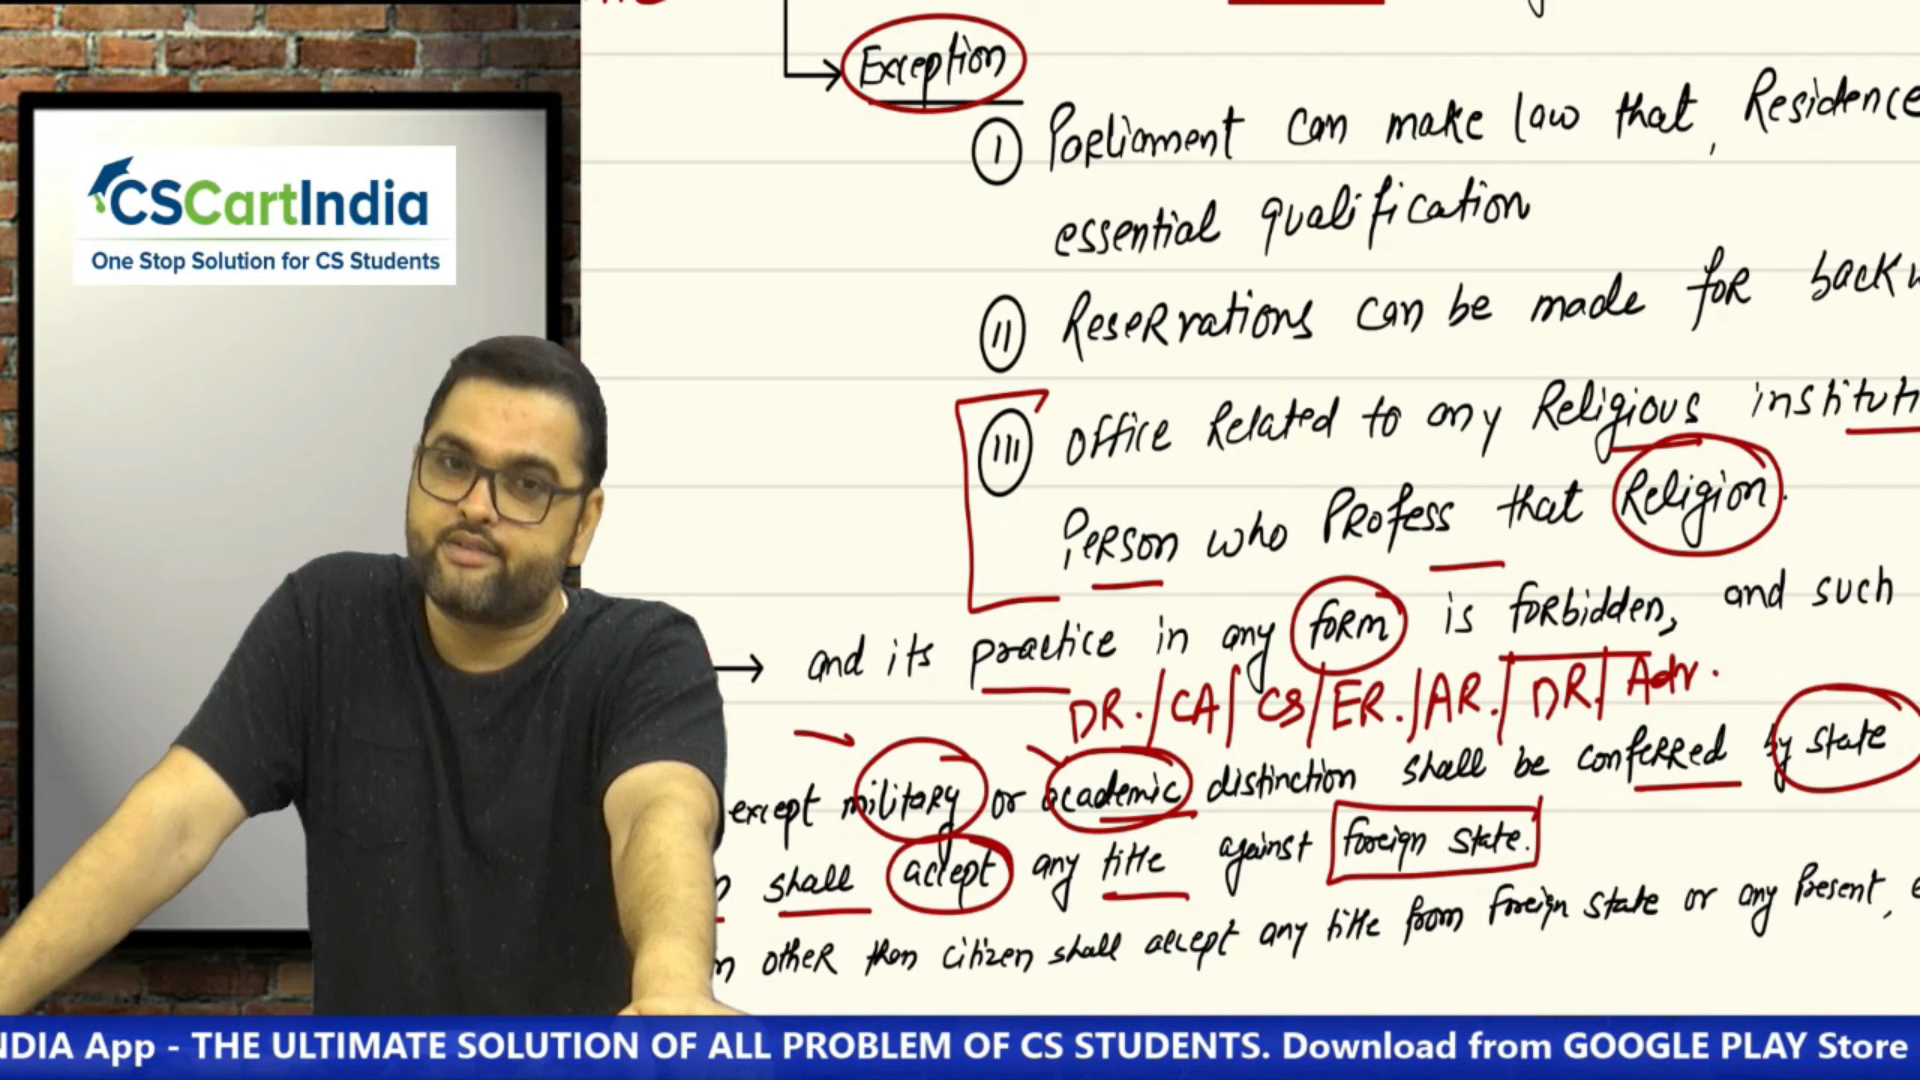 Exception
I Parliament can make law that, Residence
essential qualification
II Reservations can be made for
III office Related to any Religious
Person who Profess that Religion.
and its practice in any form is forbidden, and such
DR. / CA / CS / ER. / AR. / DR. / Adv.
except military or academic distinction shall be conferred by state
shall accept any title against foreign state.
other than citizen shall accept any title from foreign state or any Present,
CSCartIndia
One Stop Solution for CS Students
NDIA App - THE ULTIMATE SOLUTION OF ALL PROBLEM OF CS STUDENTS. Download from GOOGLE PLAY Store